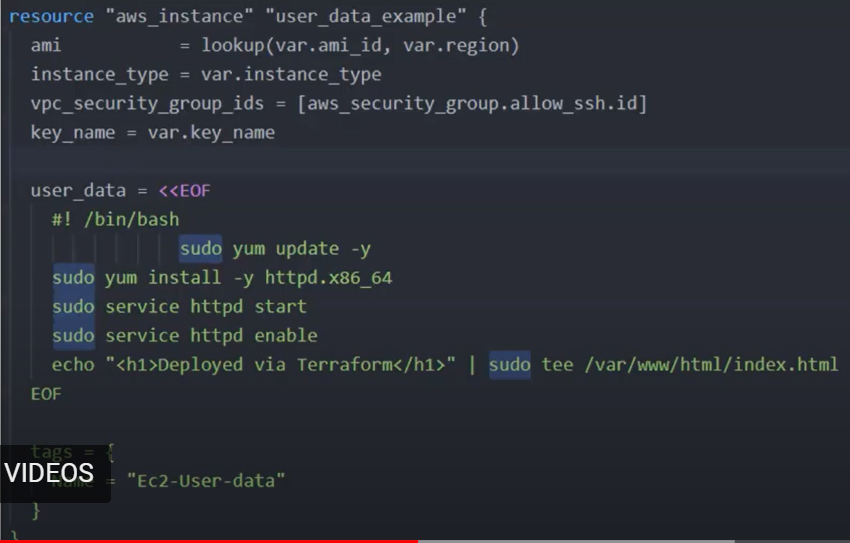 resource "aws_instance" "user_data_example" {
  ami           = lookup(var.ami_id, var.region)
  instance_type = var.instance_type
  vpc_security_group_ids = [aws_security_group.allow_ssh.id]
  key_name = var.key_name
  user_data = <<EOF
    #! /bin/bash
                sudo yum update -y
    sudo yum install -y httpd.x86_64
    sudo service httpd start
    sudo service httpd enable
    echo "<h1>Deployed via Terraform</h1>" | sudo tee /var/www/html/index.html
  EOF
  tags = {
VIDEOS
    Name = "Ec2-User-data"
  }
}